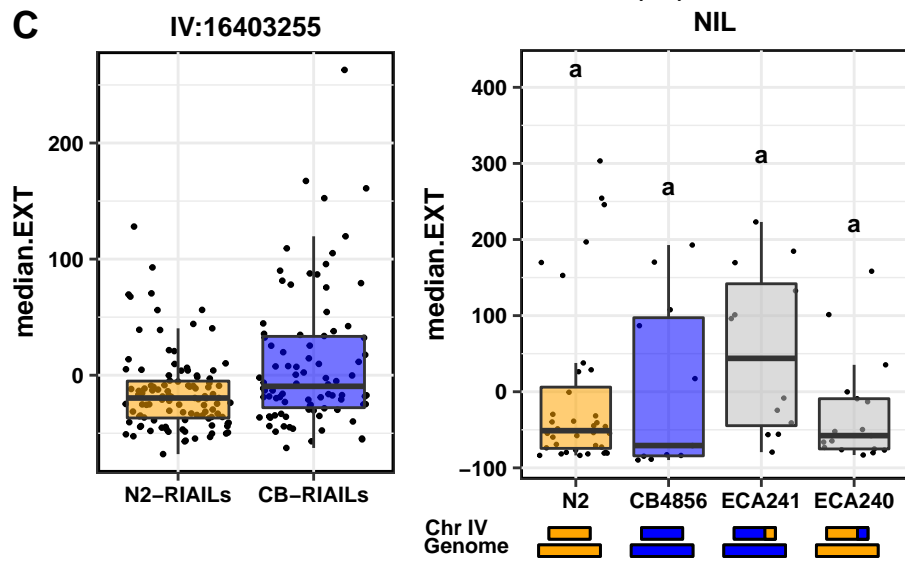 C
IV:16403255
median.EXT
200
100
0
N2−RIAILs
CB−RIAILs
NIL
median.EXT
400
300
200
100
0
−100
a
a
a
a
N2
CB4856
ECA241
ECA240
Chr IV
Genome